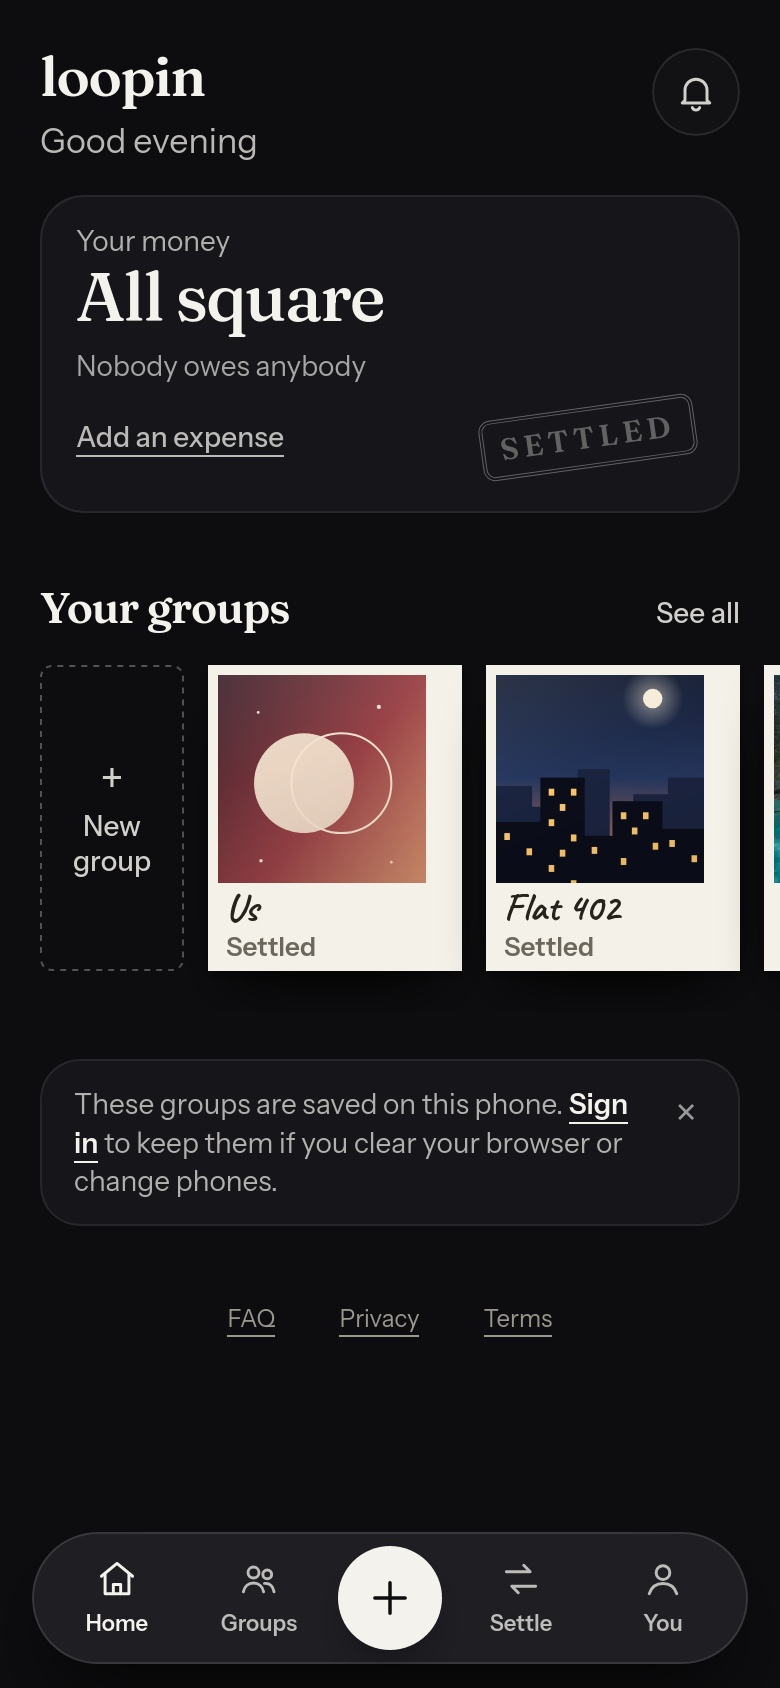 loopin
Good evening
Your money
All square
Nobody owes anybody
Add an expense
SETTLED
Your groups
See all
+
New
group
Us
Settled
Flat 402
Settled
These groups are saved on this phone. Sign
in to keep them if you clear your browser or
change phones.
×
FAQ
Privacy
Terms
Home
Groups
Settle
You